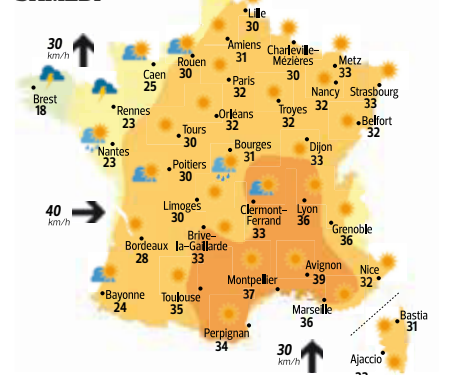 Lille
30
Amiens
31
Charleville–
Mézières
30
Metz
33
30
km/h
Rouen
30
Caen
25
Paris
32
Nancy
32
Strasbourg
33
Brest
18
Rennes
23
Orléans
32
Troyes
32
Belfort
32
Tours
30
Nantes
23
Bourges
31
Dijon
33
Poitiers
30
40
km/h
Limoges
30
Clermont–
Ferrand
33
Lyon
36
Grenoble
36
Bordeaux
28
Brive–
la–Gaillarde
33
Avignon
39
Nice
32
Montpellier
37
Bayonne
24
Toulouse
35
Marseille
36
Bastia
31
Perpignan
34
30
km/h
Ajaccio